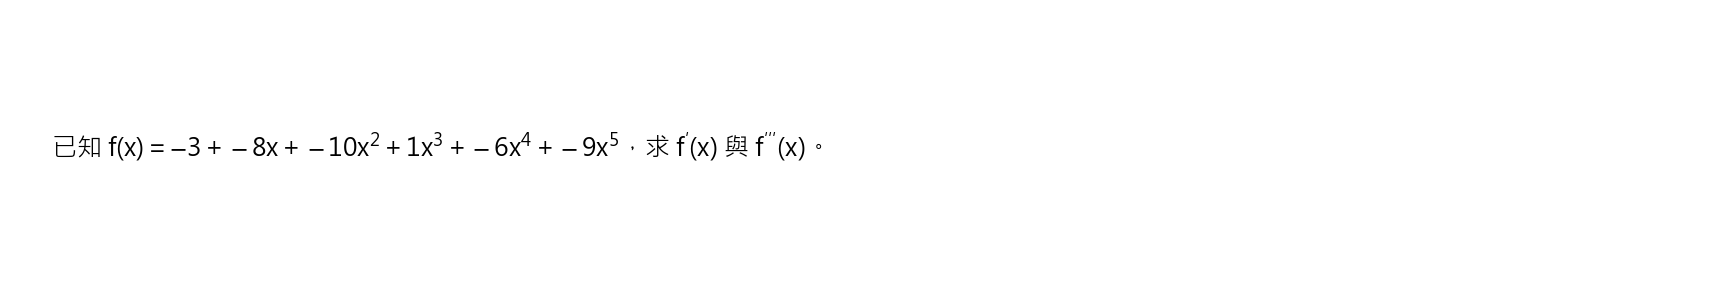 已知 f(x) = −3 + −8x + −10x² + 1x³ + −6x⁴ + −9x⁵，求 f′(x) 與 f′′′(x)。